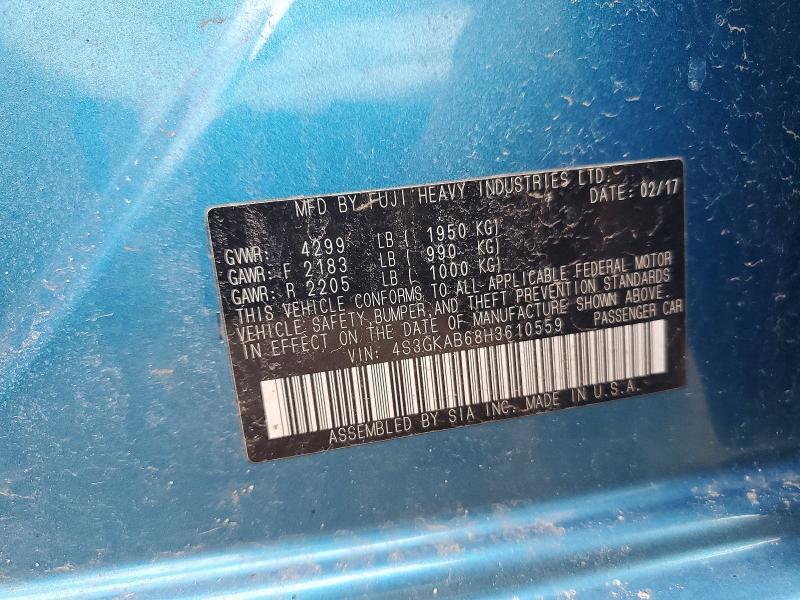 MFD BY FUJI HEAVY INDUSTRIES LTD.
DATE: 02/17
GVWR: 4299 LB ( 1950 KG)
GAWR: F 2183 LB ( 990 KG)
GAWR: R 2205 LB ( 1000 KG)
THIS VEHICLE CONFORMS TO ALL APPLICABLE FEDERAL MOTOR
VEHICLE SAFETY, BUMPER, AND THEFT PREVENTION STANDARDS
IN EFFECT ON THE DATE OF MANUFACTURE SHOWN ABOVE.
VIN: 4S3GKAB68H3610559 PASSENGER CAR
ASSEMBLED BY SIA INC. MADE IN U.S.A.